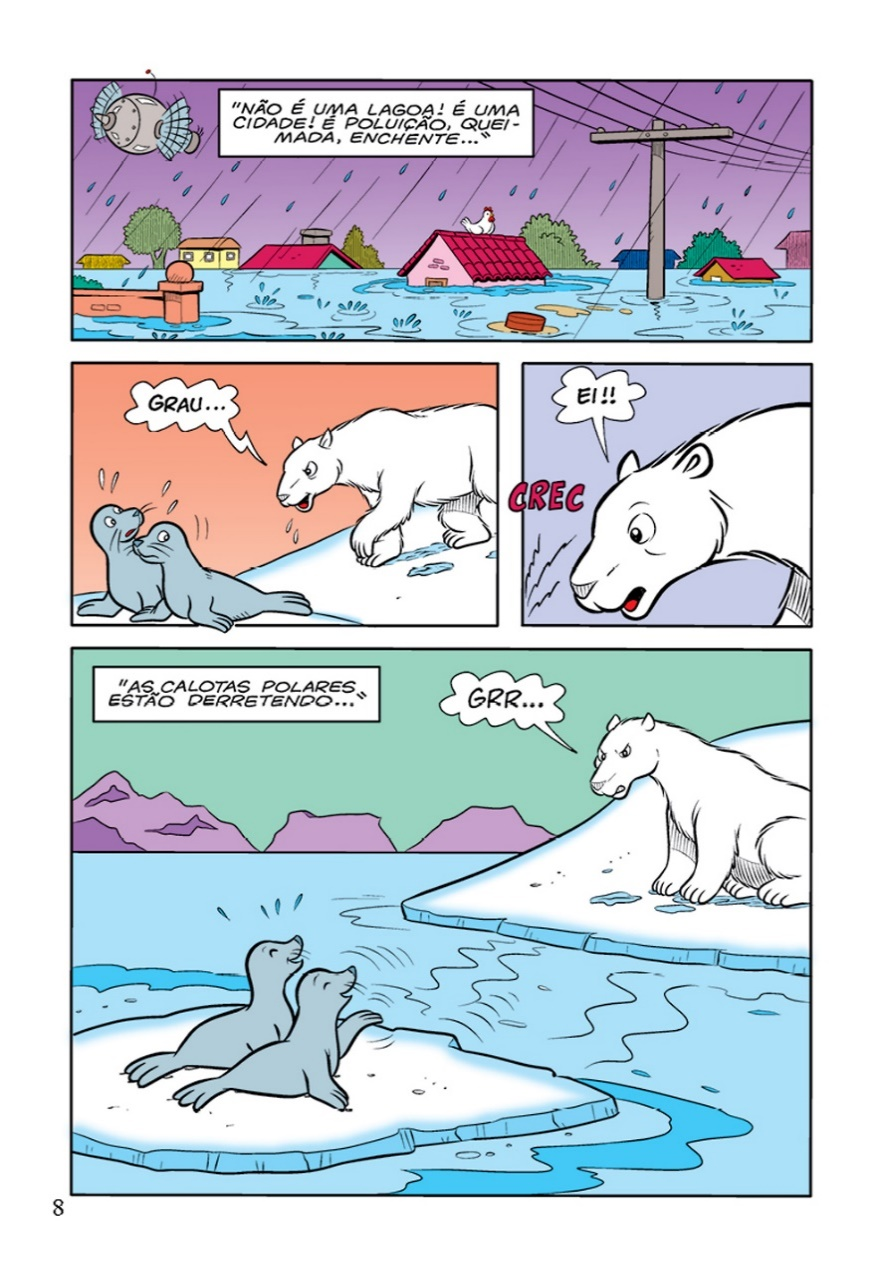 "NÃO É UMA LAGOA! É UMA
CIDADE! É POLUIÇÃO, QUEI-
MADA, ENCHENTE..."
GRAU...
EI!!
CREC
"AS CALOTAS POLARES
ESTÃO DERRETENDO..."
GRR...
8